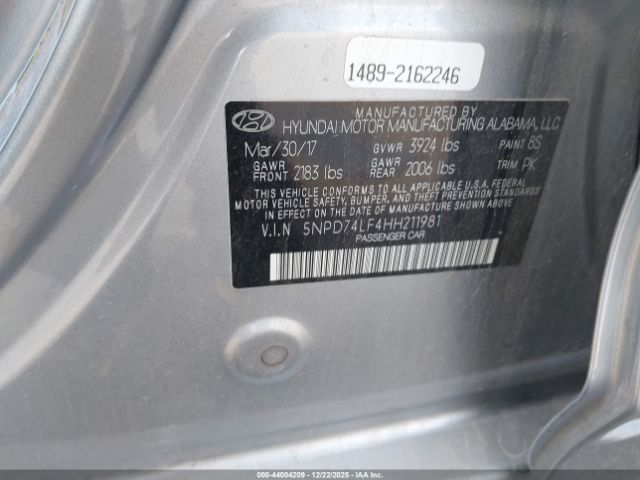 1489-2162246
MANUFACTURED BY
HYUNDAI MOTOR MANUFACTURING ALABAMA, LLC
Mar/30/17 GVWR 3924 lbs PAINT 8S
GAWR FRONT 2183 lbs GAWR REAR 2006 lbs TRIM PK
THIS VEHICLE CONFORMS TO ALL APPLICABLE U.S.A. FEDERAL
MOTOR VEHICLE SAFETY, BUMPER, AND THEFT PREVENTION STANDARDS
IN EFFECT ON THE DATE OF MANUFACTURE SHOWN ABOVE.
V.I.N 5NPD74LF4HH211981
PASSENGER CAR
000-44004209 - 12/22/2025 - IAAI.COM